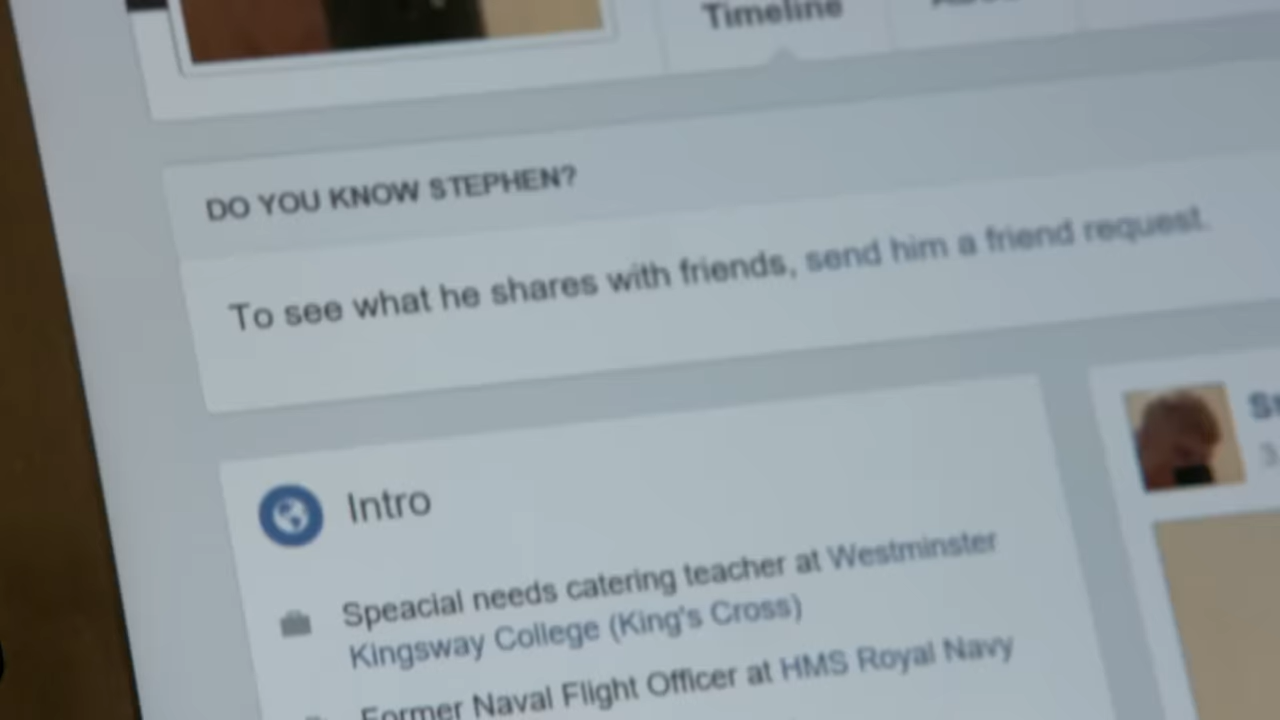 Timeline
DO YOU KNOW STEPHEN?
To see what he shares with friends, send him a friend request.
Intro
Speacial needs catering teacher at Westminster
Kingsway College (King's Cross)
Former Naval Flight Officer at HMS Royal Navy